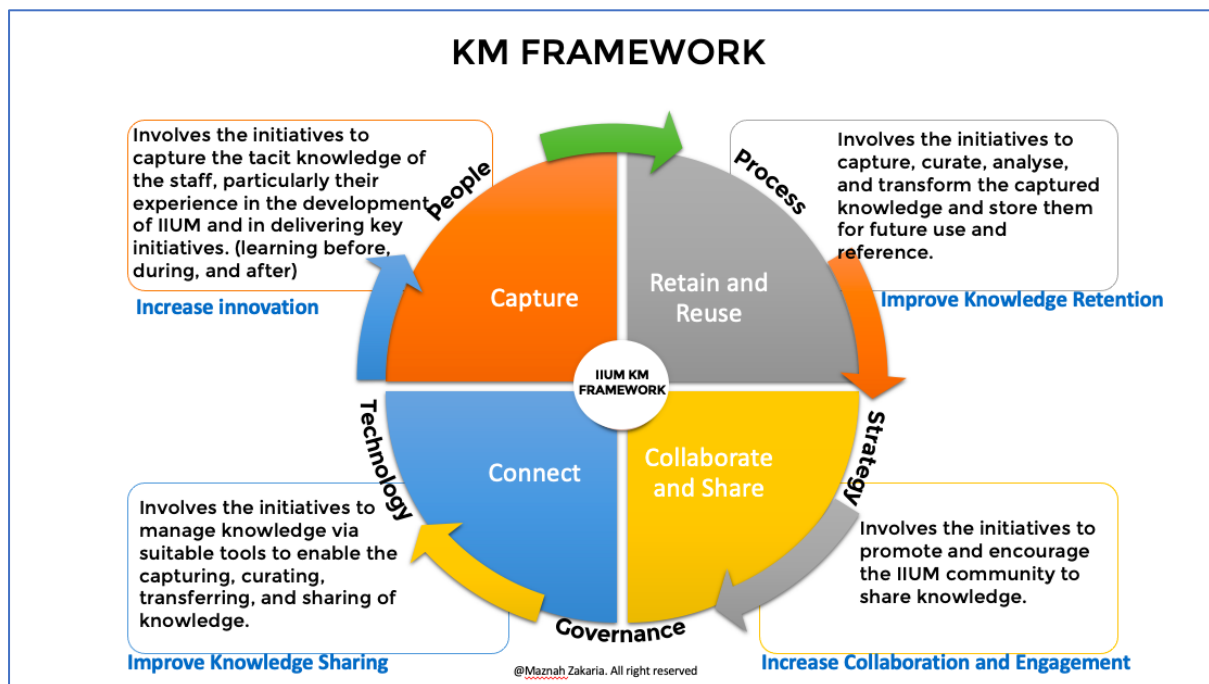 KM FRAMEWORK
Involves the initiatives to
capture the tacit knowledge of
the staff, particularly their
experience in the development
of IIUM and in delivering key
initiatives. (learning before,
during, and after)
Increase innovation
People
Process
Involves the initiatives to
capture, curate, analyse,
and transform the captured
knowledge and store them
for future use and
reference.
Improve Knowledge Retention
Capture
Retain and
Reuse
IIUM KM
FRAMEWORK
Technology
Strategy
Connect
Collaborate
and Share
Involves the initiatives to
manage knowledge via
suitable tools to enable the
capturing, curating,
transferring, and sharing of
knowledge.
Improve Knowledge Sharing
Involves the initiatives to
promote and encourage
the IIUM community to
share knowledge.
Increase Collaboration and Engagement
Governance
@Maznah Zakaria. All right reserved